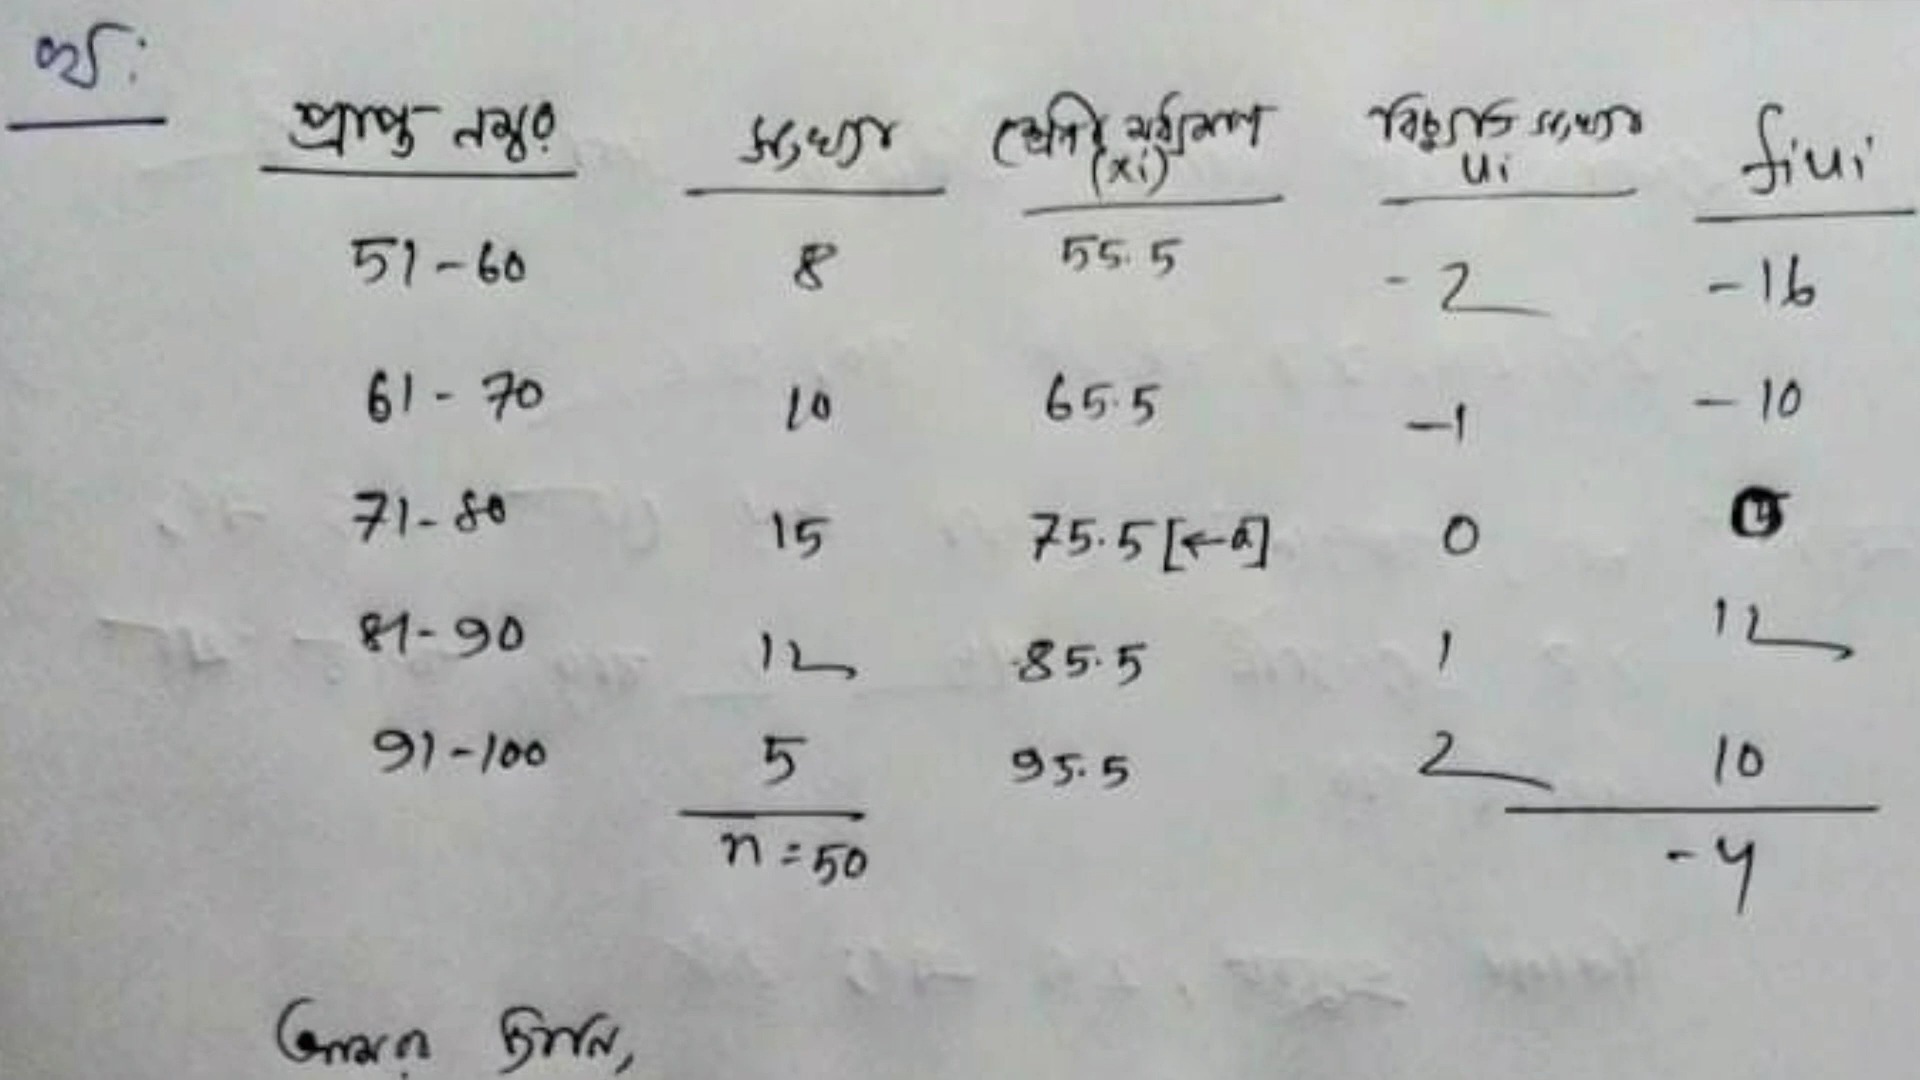 প্রাপ্ত নম্বর সংখ্যা শ্রেণি মধ্যমান (xi) বিচ্যুতি সংখ্যা ui fiui
51-60 8 55.5 -2 -16
61-70 10 65.5 -1 -10
71-80 15 75.5 [←a] 0 0
81-90 12 85.5 1 12
91-100 5 95.5 2 10
n = 50 -4
আমরা জানি,